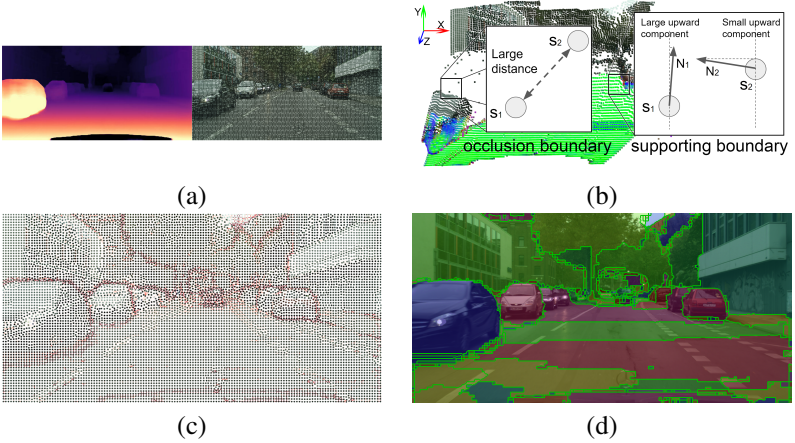 Y
X
Z
Large upward
component
Small upward
component
Large
distance
S₂
S₁
N₁
N₂
S₂
S₁
occlusion boundary
supporting boundary
(a)
(b)
(c)
(d)